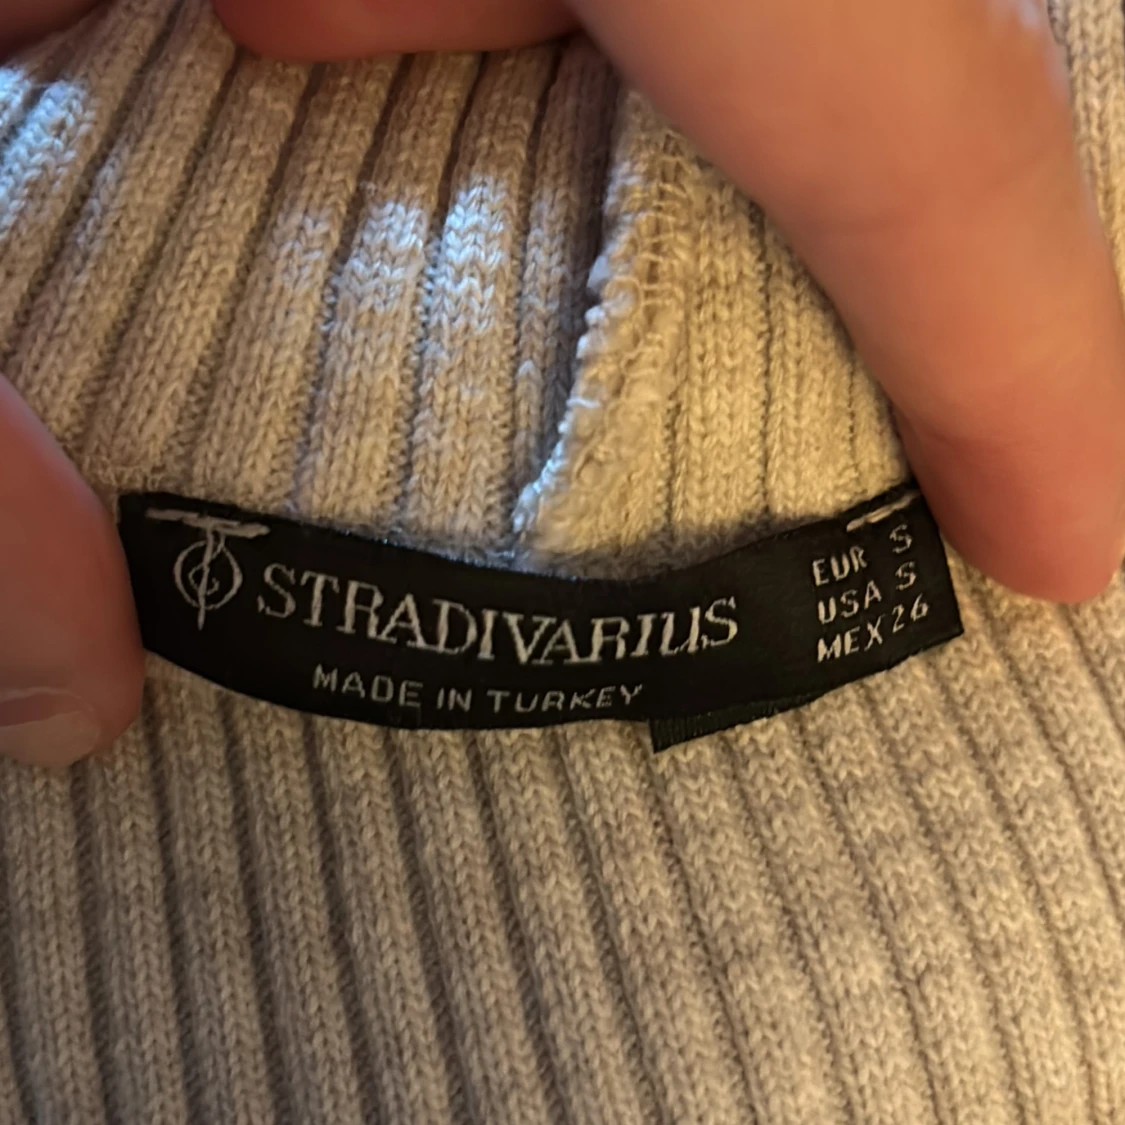 STRADIVARIUS
MADE IN TURKEY
EUR S
USA S
MEX 26